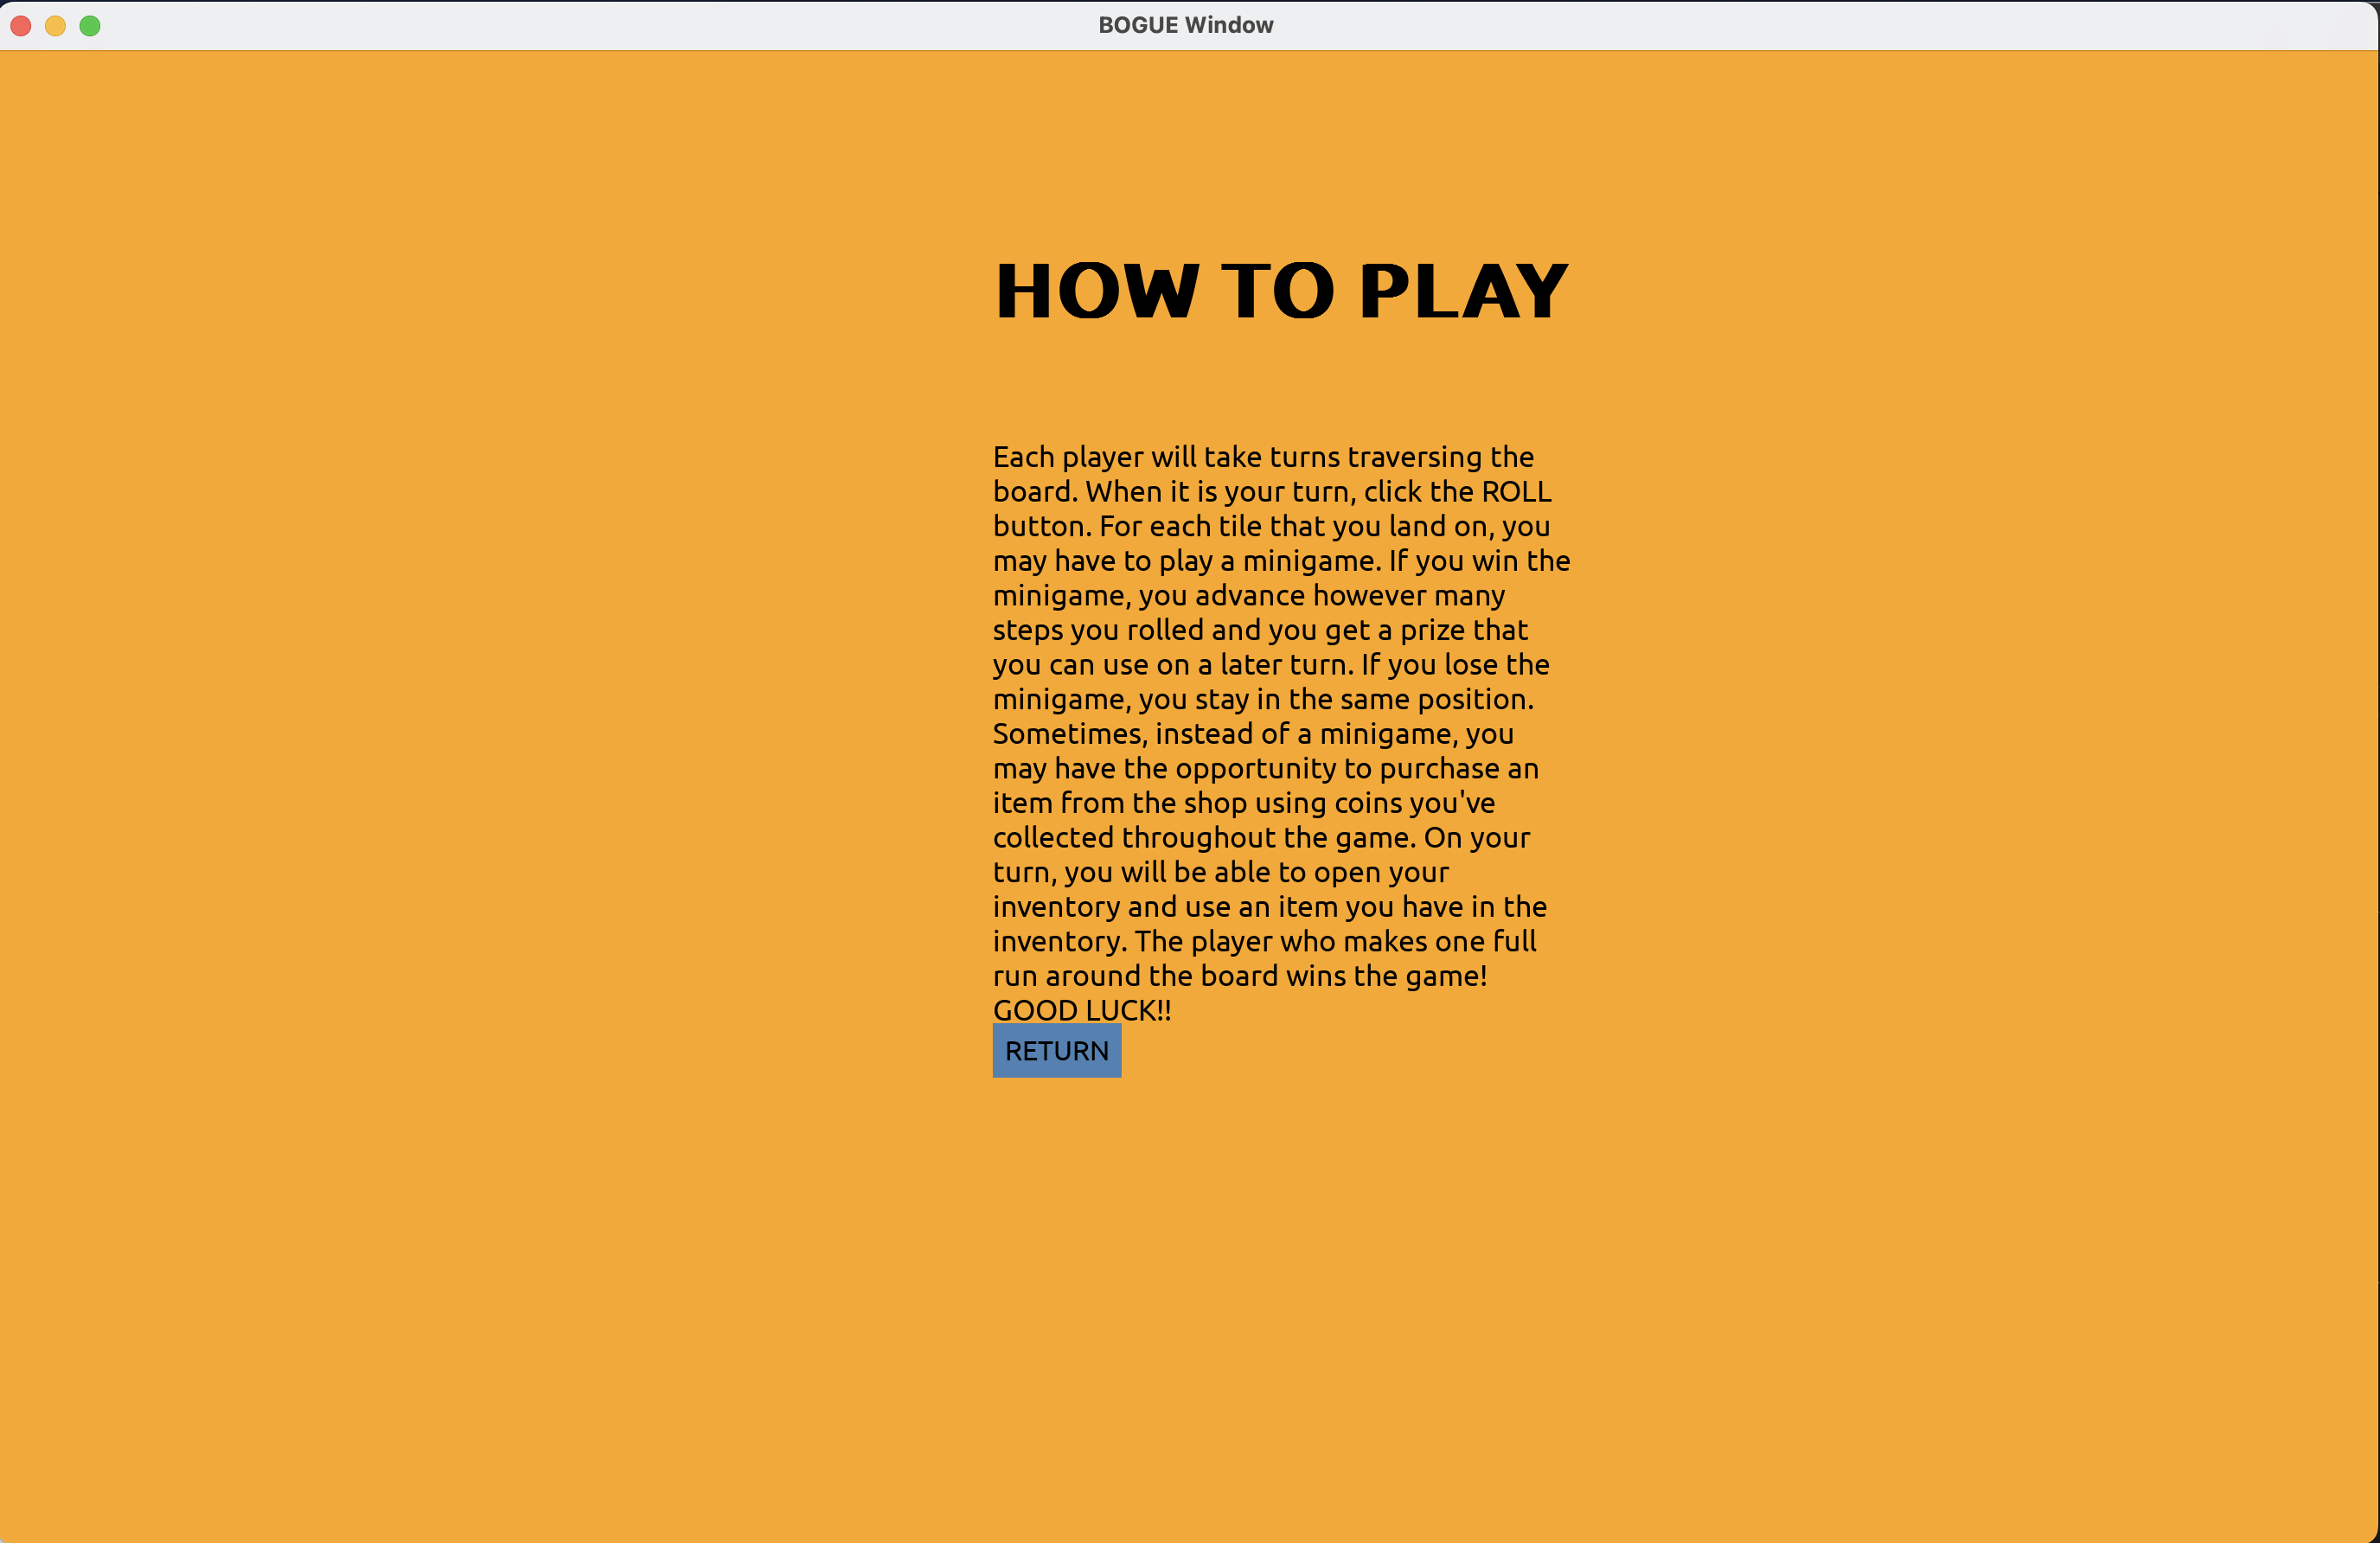 BOGUE Window
HOW TO PLAY
Each player will take turns traversing the
board. When it is your turn, click the ROLL
button. For each tile that you land on, you
may have to play a minigame. If you win the
minigame, you advance however many
steps you rolled and you get a prize that
you can use on a later turn. If you lose the
minigame, you stay in the same position.
Sometimes, instead of a minigame, you
may have the opportunity to purchase an
item from the shop using coins you've
collected throughout the game. On your
turn, you will be able to open your
inventory and use an item you have in the
inventory. The player who makes one full
run around the board wins the game!
GOOD LUCK!!
RETURN